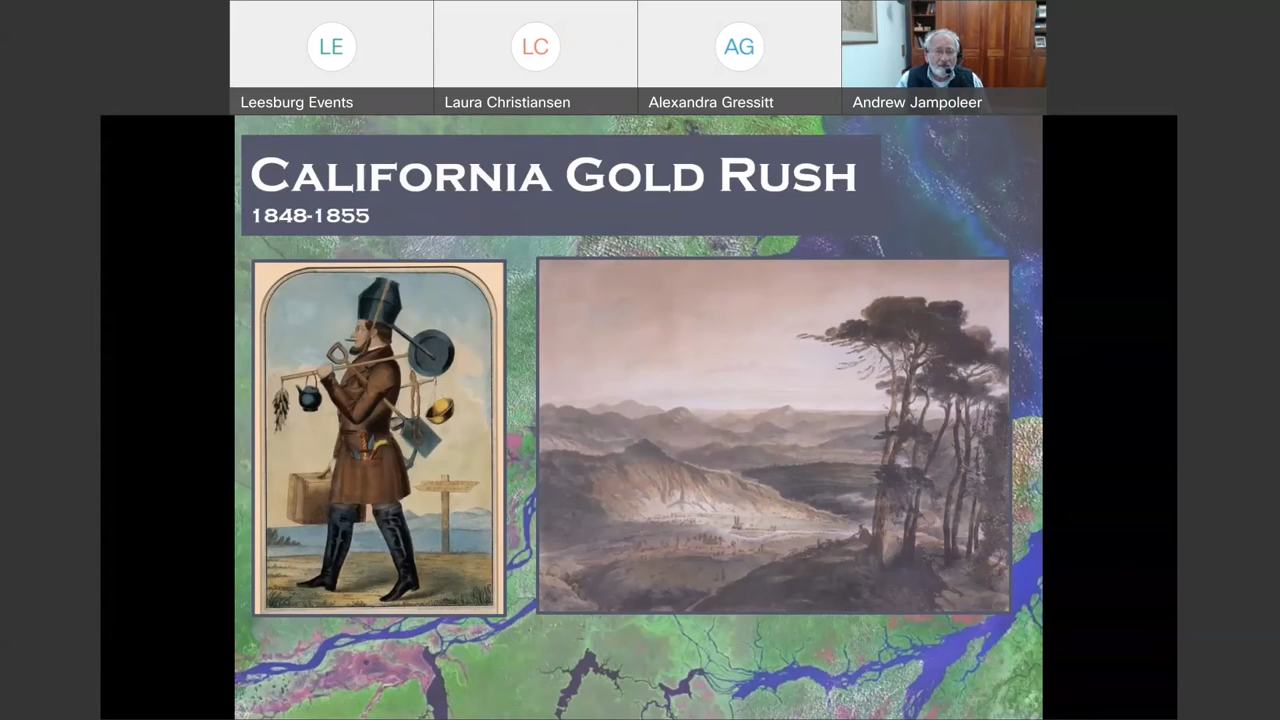 LE
LC
AG
Leesburg Events
Laura Christiansen
Alexandra Gressitt
Andrew Jampoleer
California Gold Rush
1848-1855